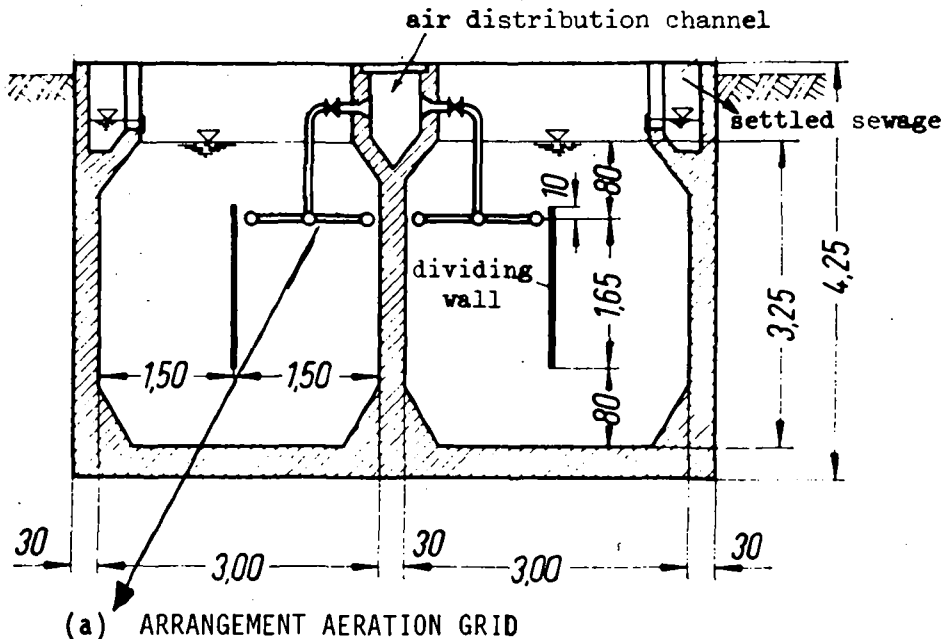 air distribution channel
settled sewage
10
80
dividing
wall
1,65
3,25
4,25
1,50
1,50
80
30
3,00
30
3,00
30
(a) ARRANGEMENT AERATION GRID